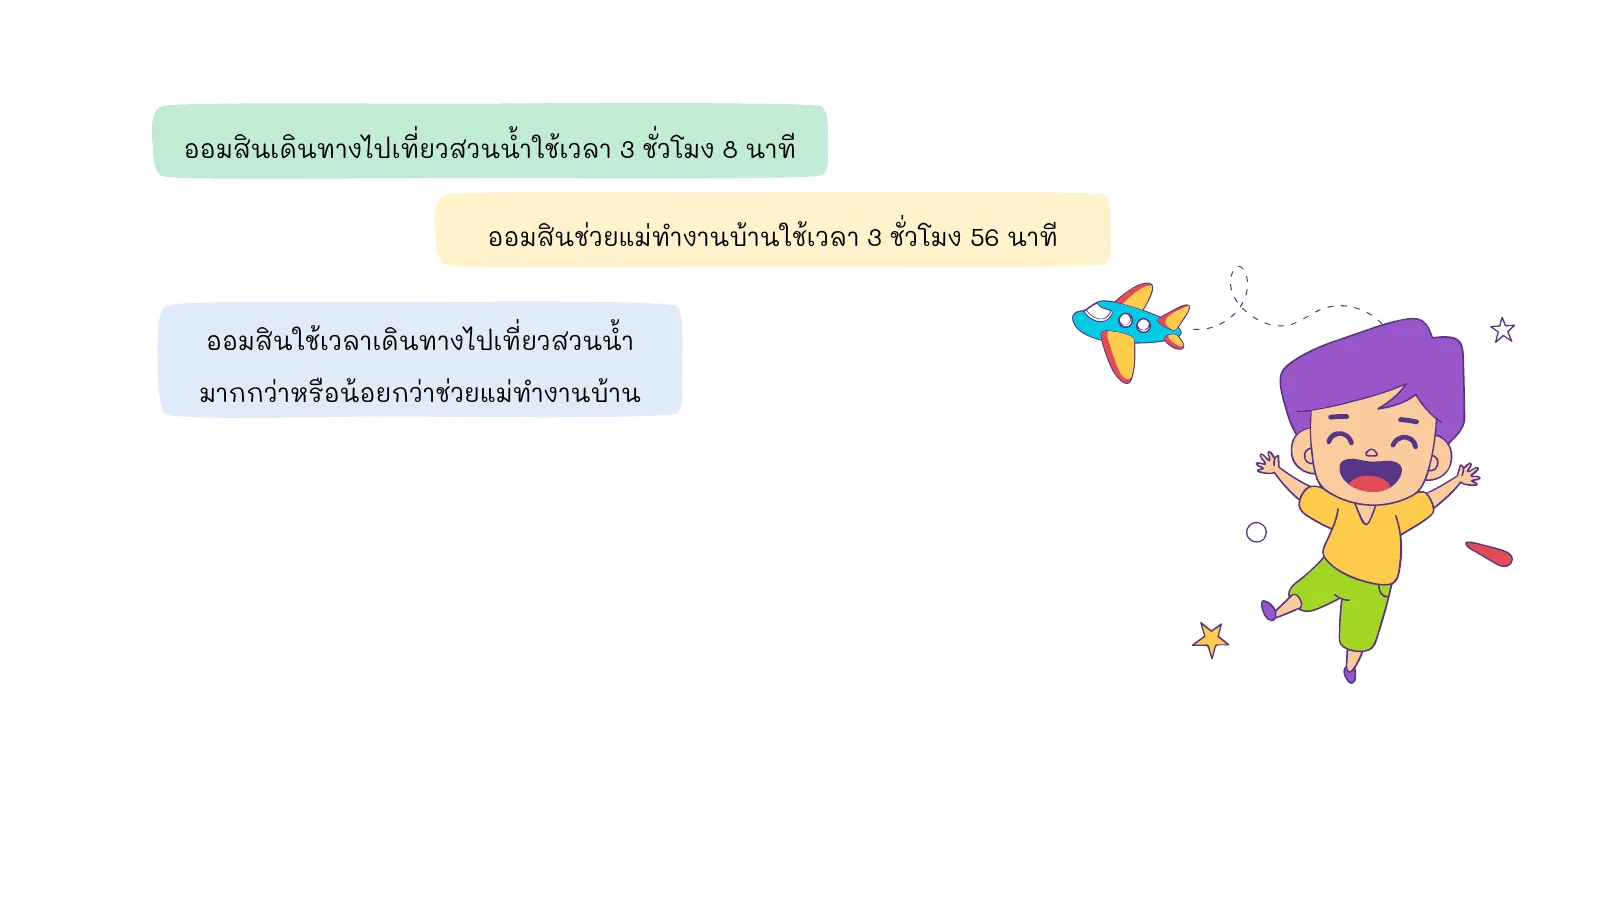 ออมสินเดินทางไปเที่ยวสวนน้ำใช้เวลา 3 ชั่วโมง 8 นาที
ออมสินช่วยแม่ทำงานบ้านใช้เวลา 3 ชั่วโมง 56 นาที
ออมสินใช้เวลาเดินทางไปเที่ยวสวนน้ำ
มากกว่าหรือน้อยกว่าช่วยแม่ทำงานบ้าน